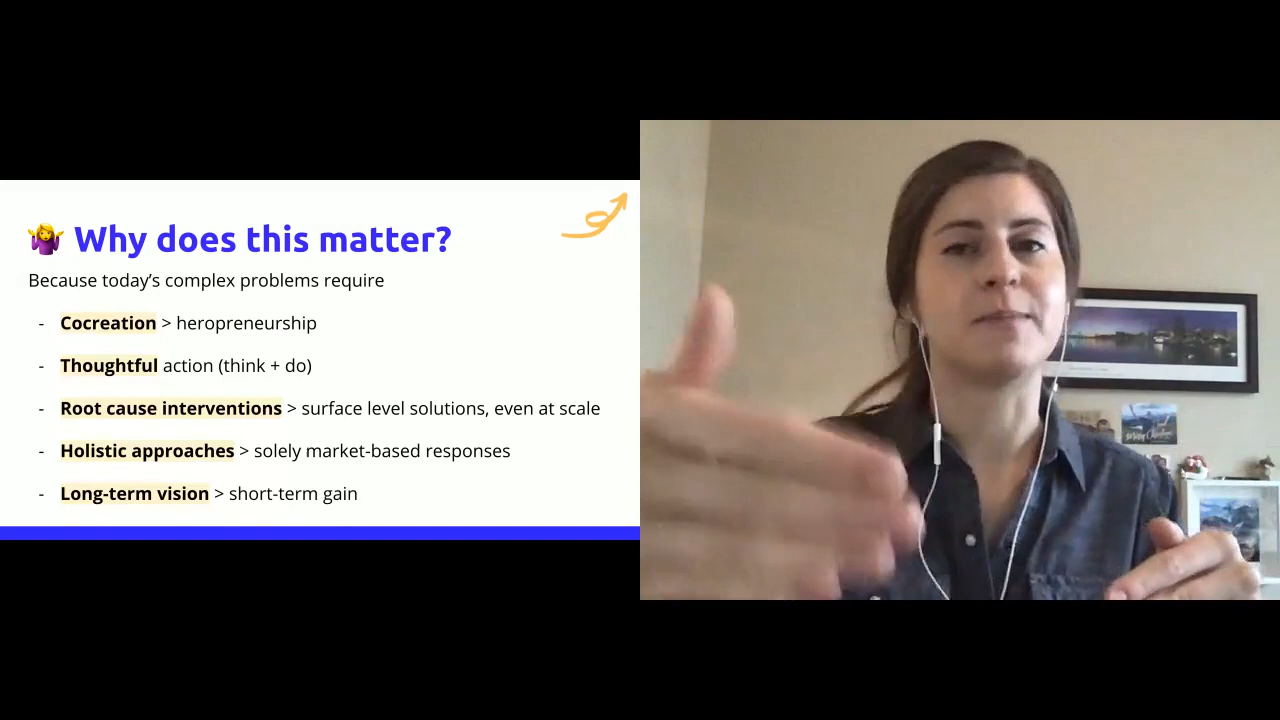 🤷‍♀️ Why does this matter?
Because today’s complex problems require
- Cocreation > heropreneurship
- Thoughtful action (think + do)
- Root cause interventions > surface level solutions, even at scale
- Holistic approaches > solely market-based responses
- Long-term vision > short-term gain